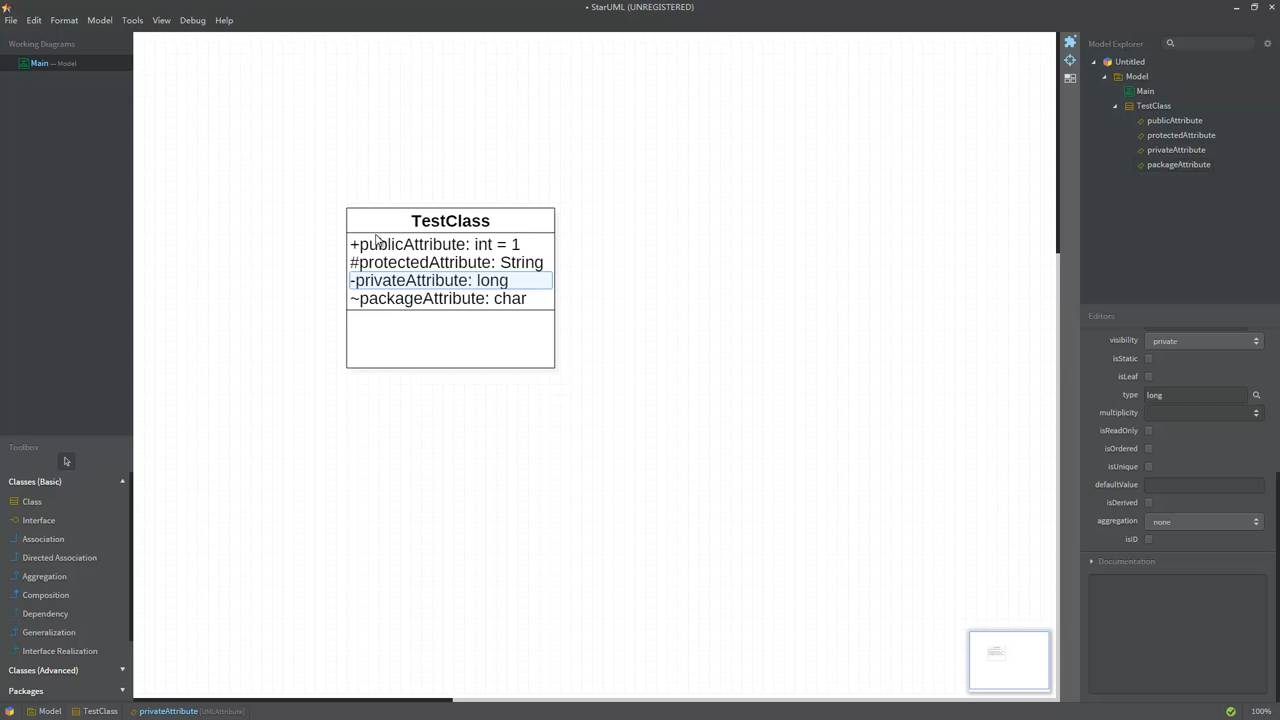 • StarUML (UNREGISTERED)
File Edit Format Model Tools View Debug Help
Working Diagrams
Main — Model
TestClass
+publicAttribute: int = 1
#protectedAttribute: String
-privateAttribute: long
~packageAttribute: char
Toolbox
Classes (Basic)
Class
Interface
Association
Directed Association
Aggregation
Composition
Dependency
Generalization
Interface Realization
Classes (Advanced)
Packages
Model Explorer
Untitled
Model
Main
TestClass
publicAttribute
protectedAttribute
privateAttribute
packageAttribute
Editors
visibility private
isStatic
isLeaf
type long
multiplicity
isReadOnly
isOrdered
isUnique
defaultValue
isDerived
aggregation none
isID
Documentation
Model TestClass privateAttribute [UMLAttribute] 100%